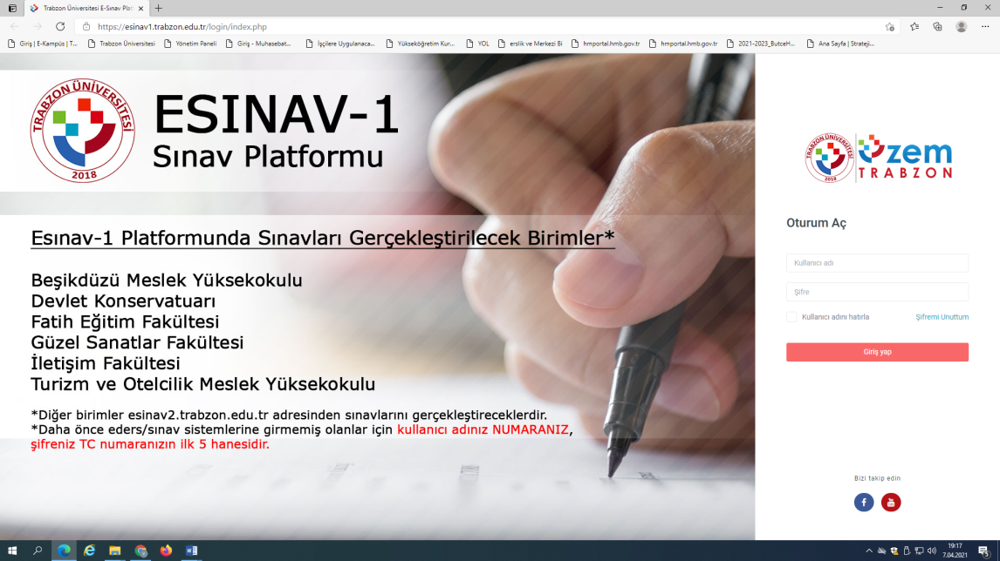 Trabzon Üniversitesi E-Sınav Plat
https://esinav1.trabzon.edu.tr/login/index.php
Giriş | E-Kampüs | T...
Trabzon Üniversitesi
Yönetim Paneli
Giriş - Muhasebat...
İşçilere Uygulanaca...
Yükseköğretim Kur...
YOL
erslik ve Merkezi Bi
hmportal.hmb.gov.tr
hmportal.hmb.gov.tr
2021-2023_ButceH...
Ana Sayfa | Strateji...
TRABZON ÜNİVERSİTESİ
2018
ESINAV-1
Sınav Platformu
Esınav-1 Platformunda Sınavları Gerçekleştirilecek Birimler*
Beşikdüzü Meslek Yüksekokulu
Devlet Konservatuarı
Fatih Eğitim Fakültesi
Güzel Sanatlar Fakültesi
İletişim Fakültesi
Turizm ve Otelcilik Meslek Yüksekokulu
*Diğer birimler esinav2.trabzon.edu.tr adresinden sınavlarını gerçekleştireceklerdir.
*Daha önce eders/sınav sistemlerine girmemiş olanlar için kullanıcı adınız NUMARANIZ,
şifreniz TC numaranızın ilk 5 hanesidir.
TRABZON ÜNİVERSİTESİ
2018
üzem
TRABZON
Oturum Aç
Kullanıcı adı
Şifre
Kullanıcı adını hatırla
Şifremi Unuttum
Giriş yap
Bizi takip edin
19:17
7.04.2021